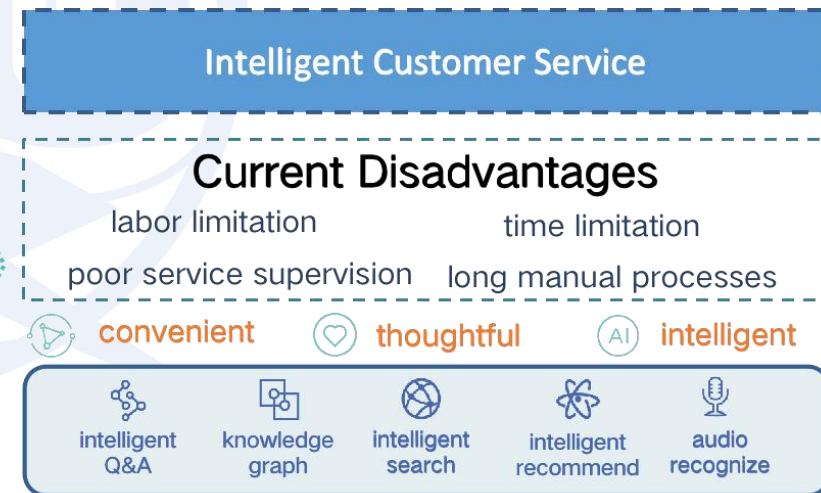 Intelligent Customer Service
Current Disadvantages
labor limitation time limitation
poor service supervision long manual processes
convenient thoughtful AI intelligent
intelligent Q&A
knowledge graph
intelligent search
intelligent recommend
audio recognize